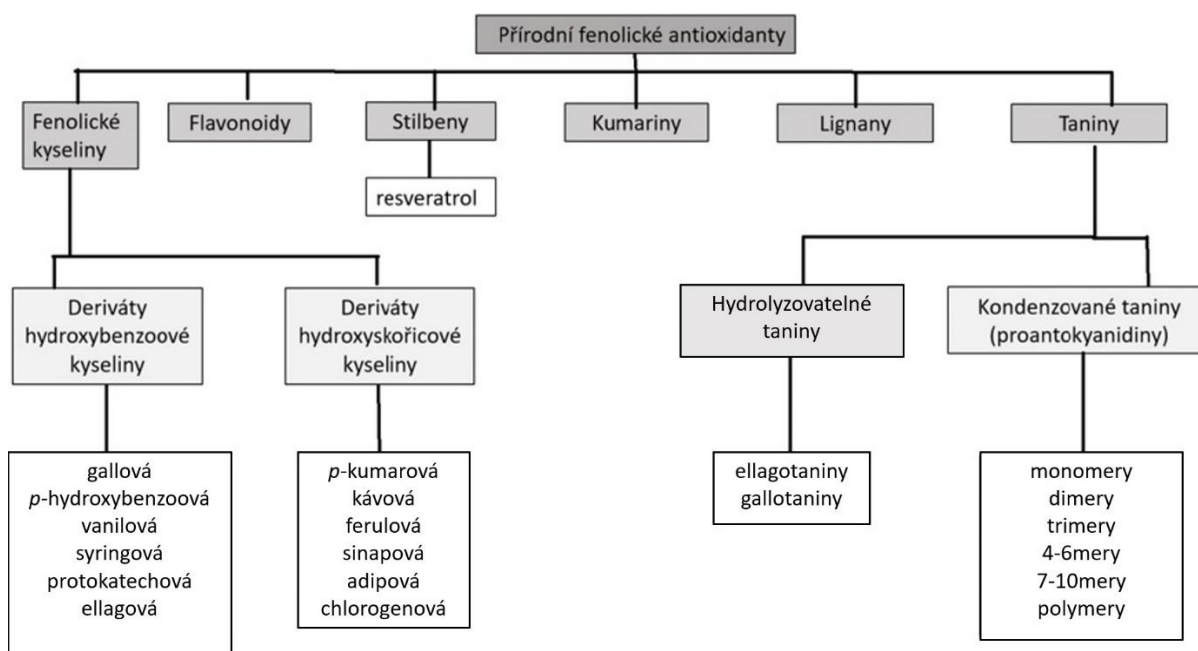 Přírodní fenolické antioxidanty
Fenolické
kyseliny
Flavonoidy
Stilbeny
Kumariny
Lignany
Taniny
resveratrol
Deriváty
hydroxybenzoové
kyseliny
Deriváty
hydroxyskořicové
kyseliny
Hydrolyzovatelné
taniny
Kondenzované taniny
(proantokyanidiny)
gallová
p-hydroxybenzoová
vanilová
syringová
protokatechová
ellagová
p-kumarová
kávová
ferulová
sinapová
adipová
chlorogenová
ellagotaniny
gallotaniny
monomery
dimery
trimery
4-6mery
7-10mery
polymery